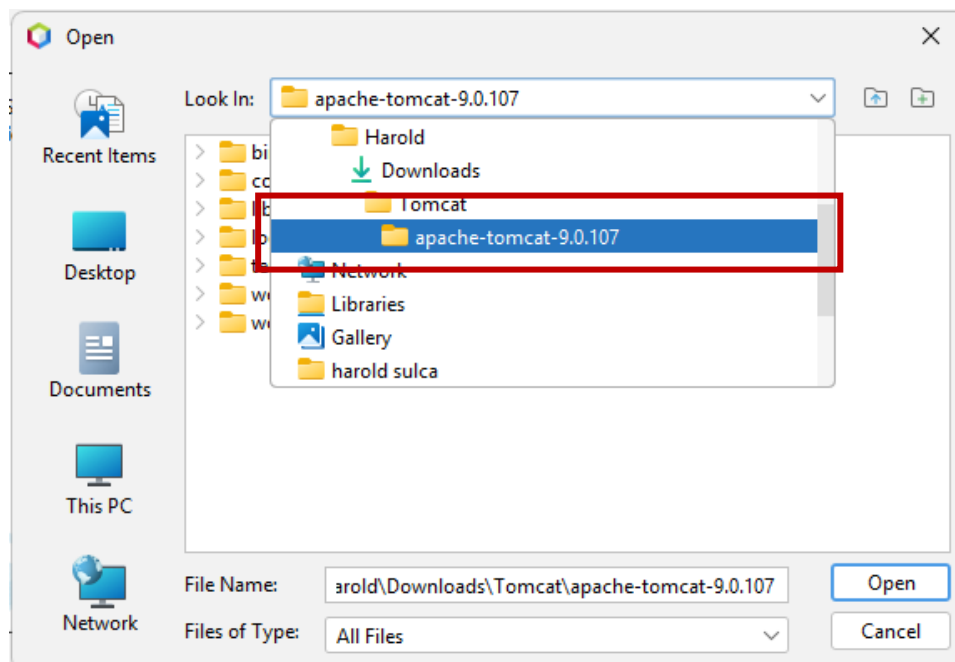 Open
Look In:
apache-tomcat-9.0.107
Recent Items
Desktop
Documents
This PC
Network
Harold
Downloads
Tomcat
apache-tomcat-9.0.107
Network
Libraries
Gallery
harold sulca
bi
File Name:
arold\Downloads\Tomcat\apache-tomcat-9.0.107
Open
Files of Type:
All Files
Cancel